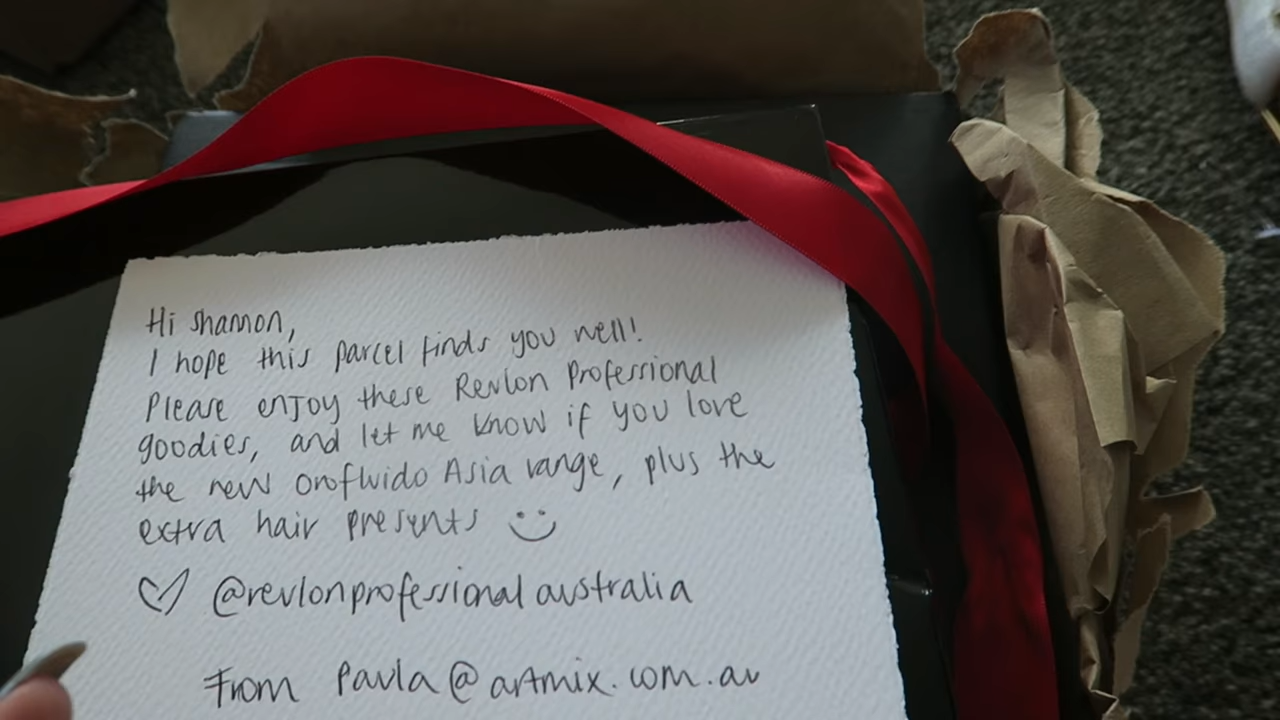 Hi Shannon,
I hope this parcel finds you well!
Please enjoy these Revlon Professional
goodies, and let me know if you love
the new orofluido Asia range, plus the
extra hair presents
@revlonprofessionalaustralia
From Paula@artmix.com.au